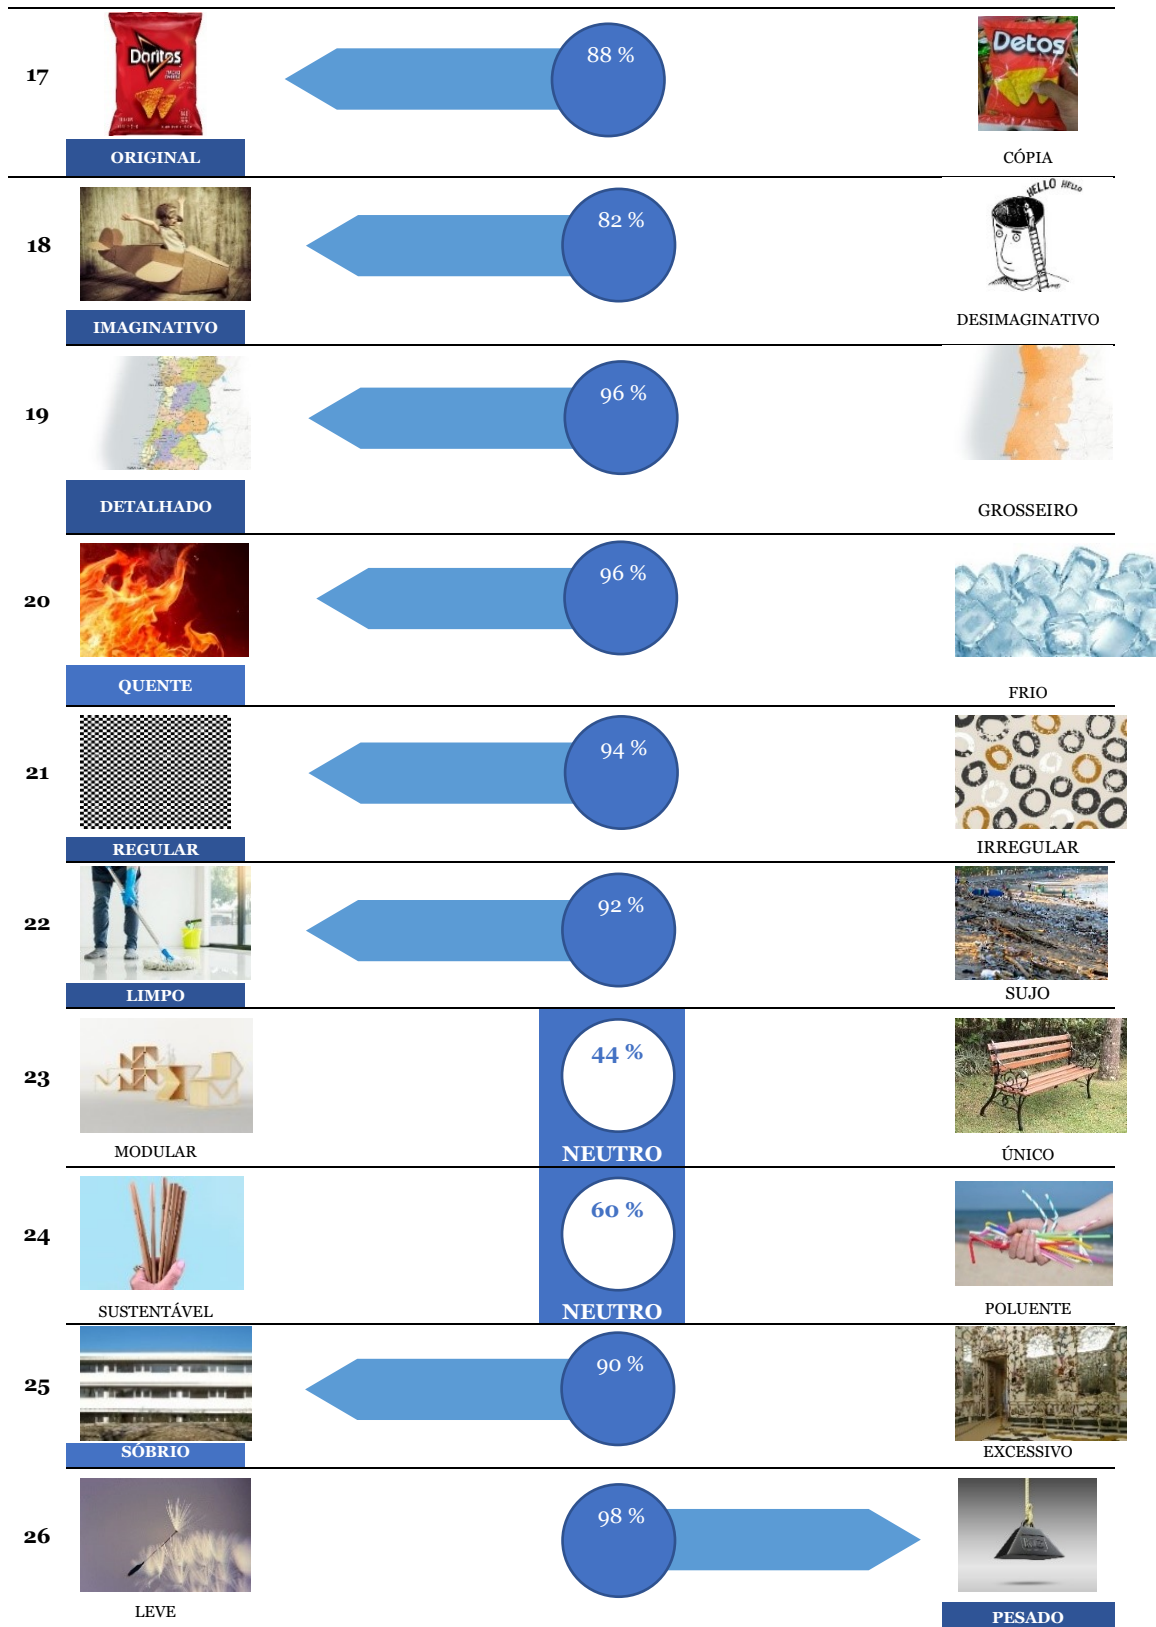 17
Doritos
88 %
Detos
ORIGINAL
CÓPIA
18
82 %
HELLO HELLO
IMAGINATIVO
DESIMAGINATIVO
19
96 %
DETALHADO
GROSSEIRO
20
96 %
QUENTE
FRIO
21
94 %
REGULAR
IRREGULAR
22
92 %
LIMPO
SUJO
23
44 %
MODULAR
NEUTRO
ÚNICO
24
60 %
SUSTENTÁVEL
NEUTRO
POLUENTE
25
90 %
SÓBRIO
EXCESSIVO
26
98 %
LEVE
PESADO